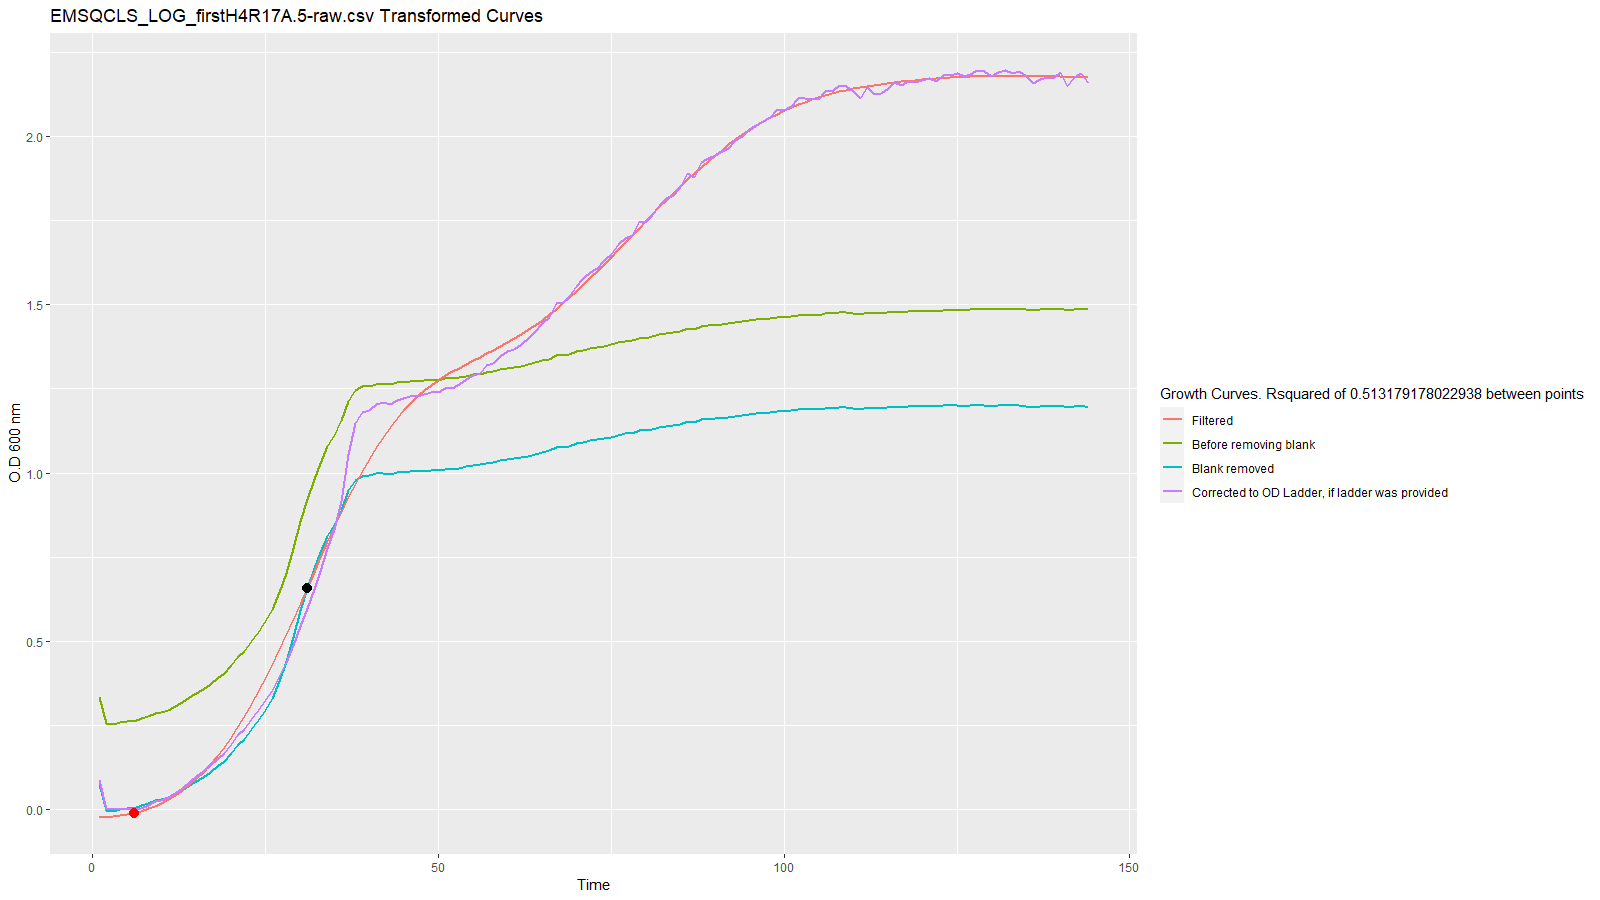 EMSQCLS_LOG_firstH4R17A.5-raw.csv Transformed Curves
2.0
1.5
1.0
0.5
0.0
O.D 600 nm
0
50
100
150
Time
Growth Curves. Rsquared of 0.513179178022938 between points
Filtered
Before removing blank
Blank removed
Corrected to OD Ladder, if ladder was provided